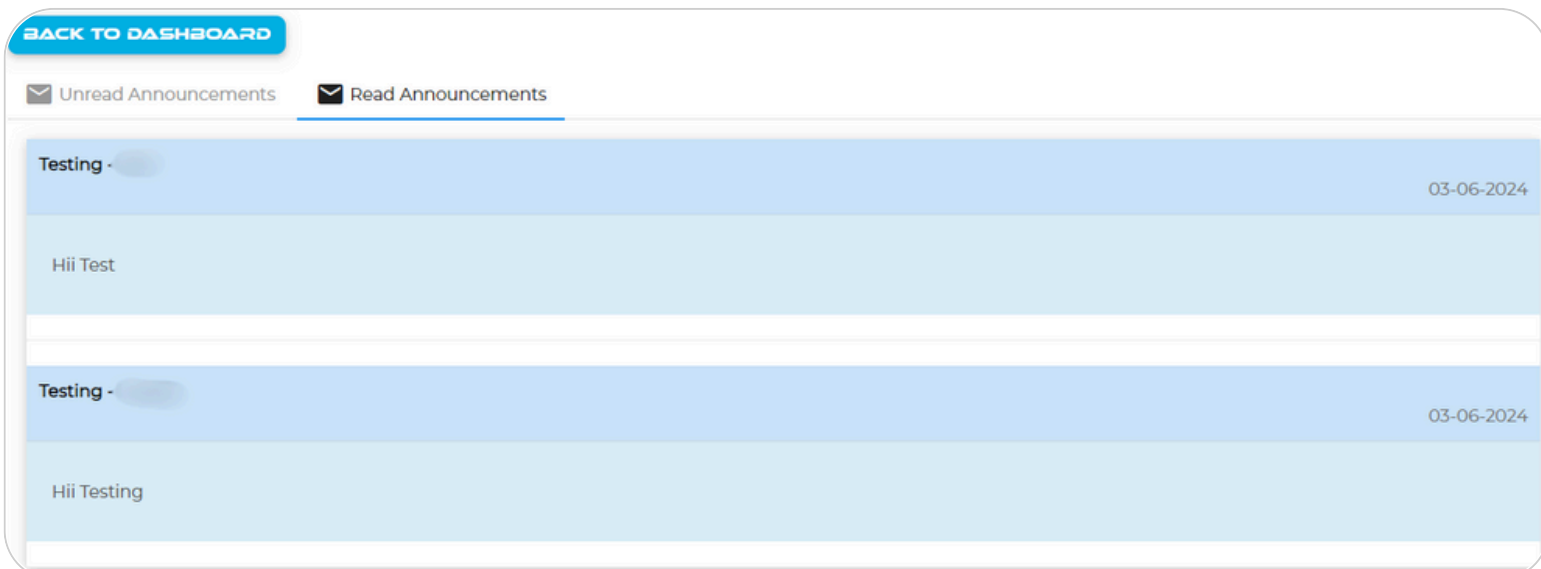 BACK TO DASHBOARD
Unread Announcements Read Announcements
Testing -
03-06-2024
Hii Test
Testing -
03-06-2024
Hii Testing